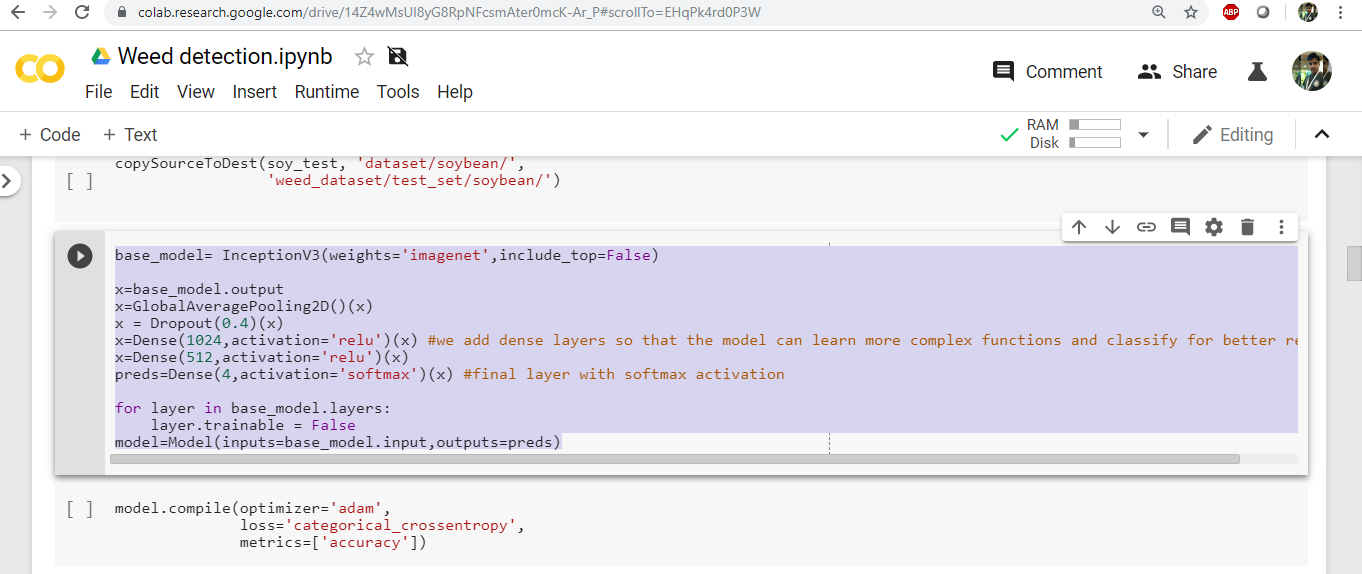 colab.research.google.com/drive/14Z4wMsUI8yG8RpNFcsmAter0mcK-Ar_P#scrollTo=EHqPk4rd0P3W
ABP
CO
Weed detection.ipynb
Comment
Share
File Edit View Insert Runtime Tools Help
+ Code + Text
RAM
Disk
Editing
copySourceToDest(soy_test, 'dataset/soybean/',
[ ] 'weed_dataset/test_set/soybean/')
base_model= InceptionV3(weights='imagenet',include_top=False)
x=base_model.output
x=GlobalAveragePooling2D()(x)
x = Dropout(0.4)(x)
x=Dense(1024,activation='relu')(x) #we add dense layers so that the model can learn more complex functions and classify for better
x=Dense(512,activation='relu')(x)
preds=Dense(4,activation='softmax')(x) #final layer with softmax activation
for layer in base_model.layers:
layer.trainable = False
model=Model(inputs=base_model.input,outputs=preds)
[ ] model.compile(optimizer='adam',
loss='categorical_crossentropy',
metrics=['accuracy'])